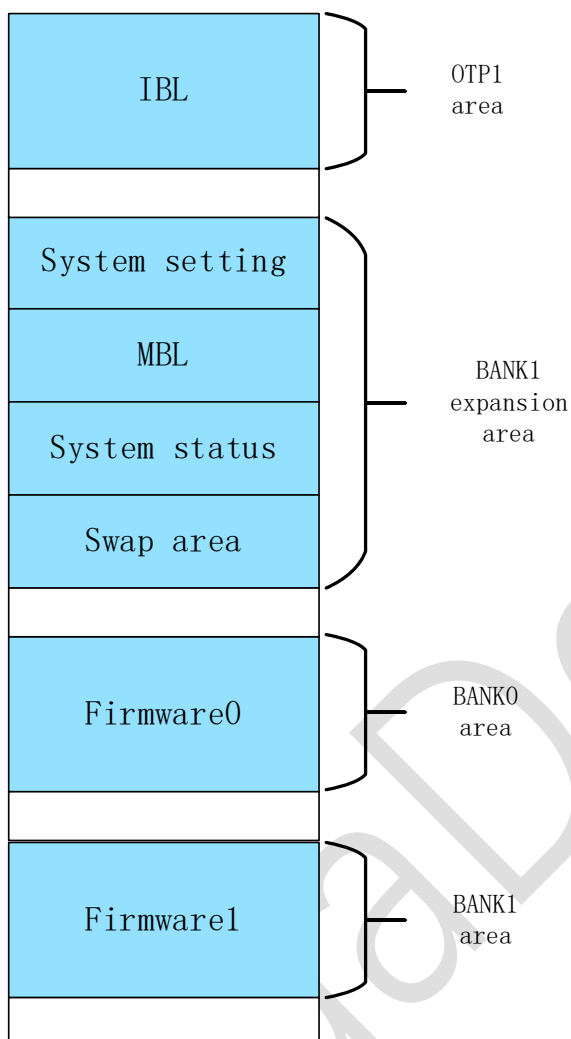 IBL
OTP1
area
System setting
MBL
System status
Swap area
BANK1
expansion
area
Firmware0
BANK0
area
Firmware1
BANK1
area